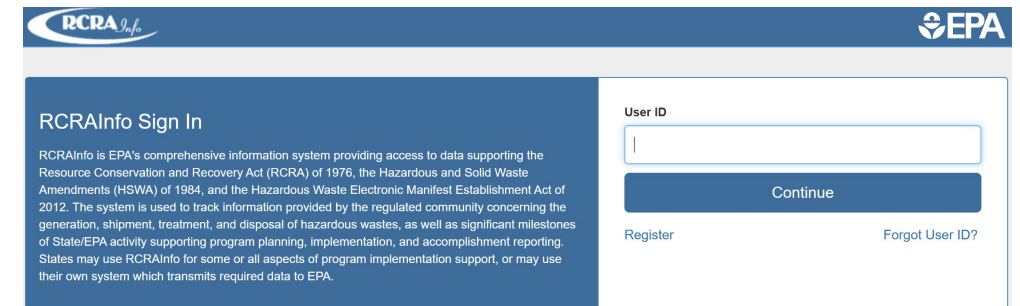 RCRAInfo
EPA
RCRAInfo Sign In
RCRAInfo is EPA's comprehensive information system providing access to data supporting the
Resource Conservation and Recovery Act (RCRA) of 1976, the Hazardous and Solid Waste
Amendments (HSWA) of 1984, and the Hazardous Waste Electronic Manifest Establishment Act of
2012. The system is used to track information provided by the regulated community concerning the
generation, shipment, treatment, and disposal of hazardous wastes, as well as significant milestones
of State/EPA activity supporting program planning, implementation, and accomplishment reporting.
States may use RCRAInfo for some or all aspects of program implementation support, or may use
their own system which transmits required data to EPA.
User ID
Continue
Register
Forgot User ID?